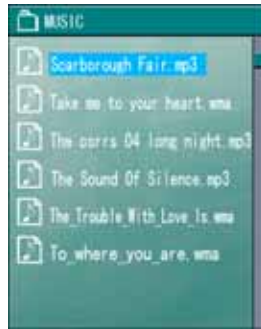 MUSIC
Scarborough Fair.mp3
Take me to your heart.wma
The corrs 04 long night.mp3
The Sound Of Silence.mp3
The_Trouble_With_Love_Is.wma
To_where_you_are.wma